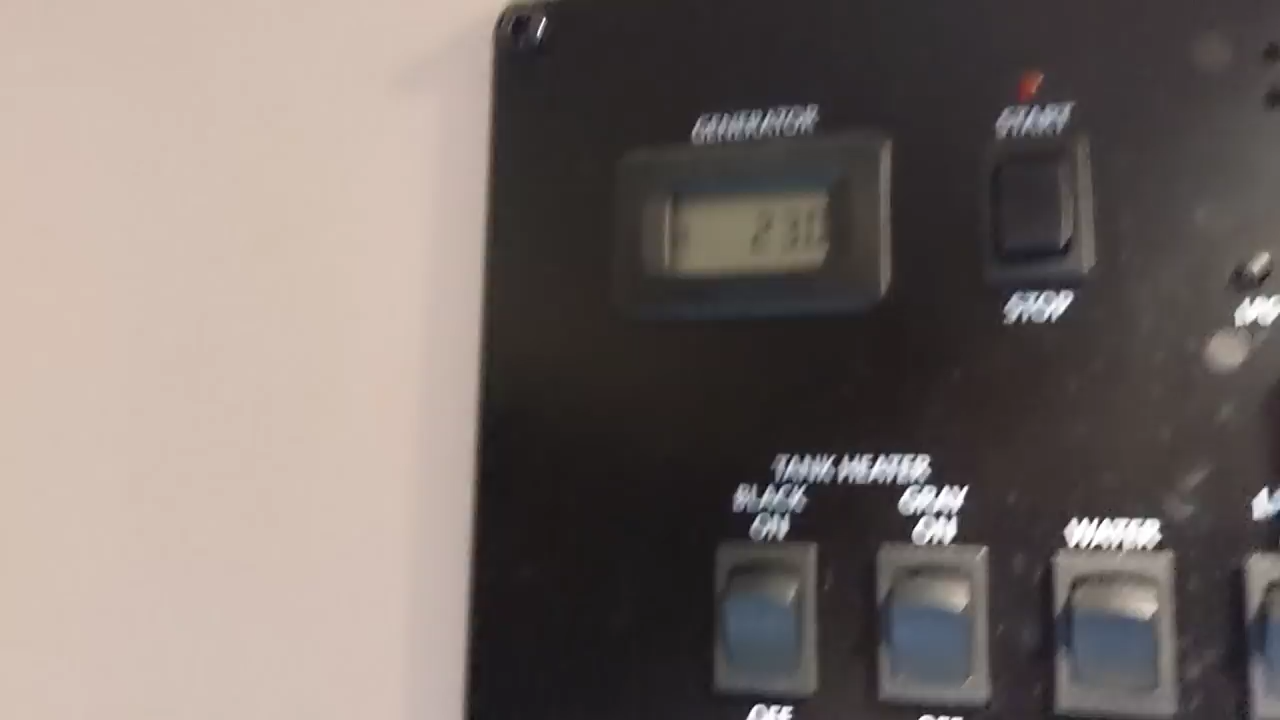 GENERATOR
START
STOP
TANK HEATER
BLACK
ON
GRAY
ON
WATER
OFF
OFF